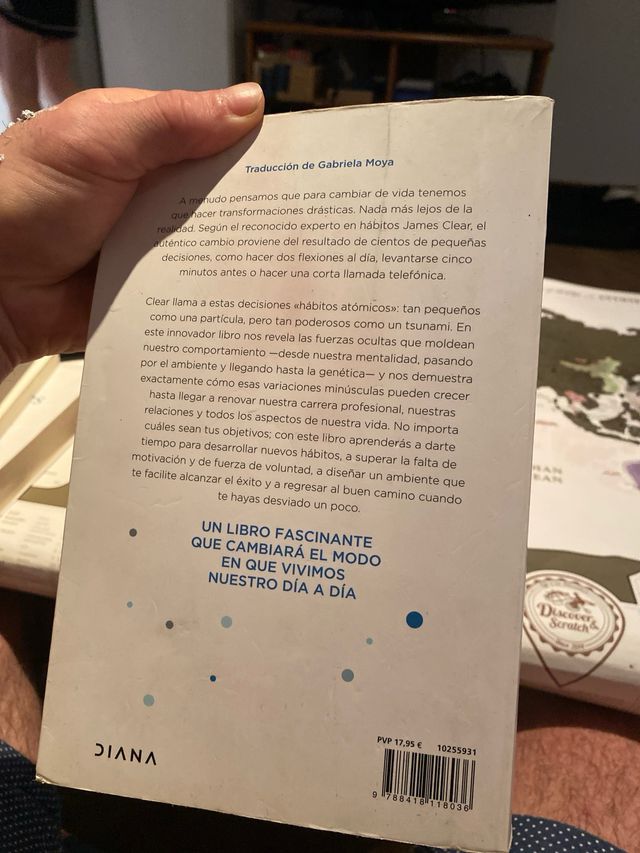 Traducción de Gabriela Moya
A menudo pensamos que para cambiar de vida tenemos
que hacer transformaciones drásticas. Nada más lejos de la
realidad. Según el reconocido experto en hábitos James Clear, el
auténtico cambio proviene del resultado de cientos de pequeñas
decisiones, como hacer dos flexiones al día, levantarse cinco
minutos antes o hacer una corta llamada telefónica.
Clear llama a estas decisiones «hábitos atómicos»: tan pequeños
como una partícula, pero tan poderosos como un tsunami. En
este innovador libro nos revela las fuerzas ocultas que moldean
nuestro comportamiento —desde nuestra mentalidad, pasando
por el ambiente y llegando hasta la genética— y nos demuestra
exactamente cómo esas variaciones minúsculas pueden crecer
hasta llegar a renovar nuestra carrera profesional, nuestras
relaciones y todos los aspectos de nuestra vida. No importa
cuáles sean tus objetivos; con este libro aprenderás a darte
tiempo para desarrollar nuevos hábitos, a superar la falta de
motivación y de fuerza de voluntad, a diseñar un ambiente que
te facilite alcanzar el éxito y a regresar al buen camino cuando
te hayas desviado un poco.
UN LIBRO FASCINANTE
QUE CAMBIARÁ EL MODO
EN QUE VIVIMOS
NUESTRO DÍA A DÍA
DIANA
PVP 17,95 € 10255931
9 788418 118036
Discover &
Scratch